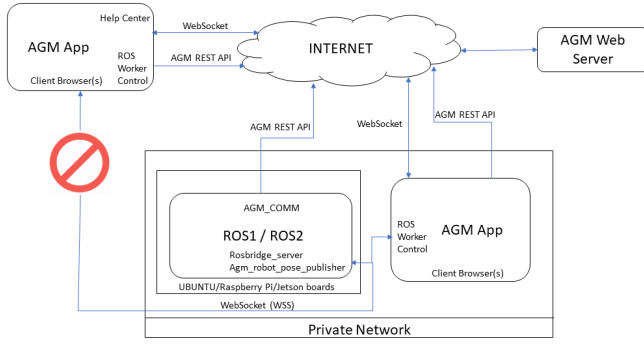 Help Center
AGM App
ROS
Worker
Control
Client Browser(s)
WebSocket
AGM REST API
INTERNET
AGM Web
Server
AGM REST API
WebSocket
AGM REST API
AGM_COMM
ROS1 / ROS2
Rosbridge_server
Agm_robot_pose_publisher
UBUNTU/Raspberry Pi/Jetson boards
ROS
Worker
Control
AGM App
Client Browser(s)
WebSocket (WSS)
Private Network